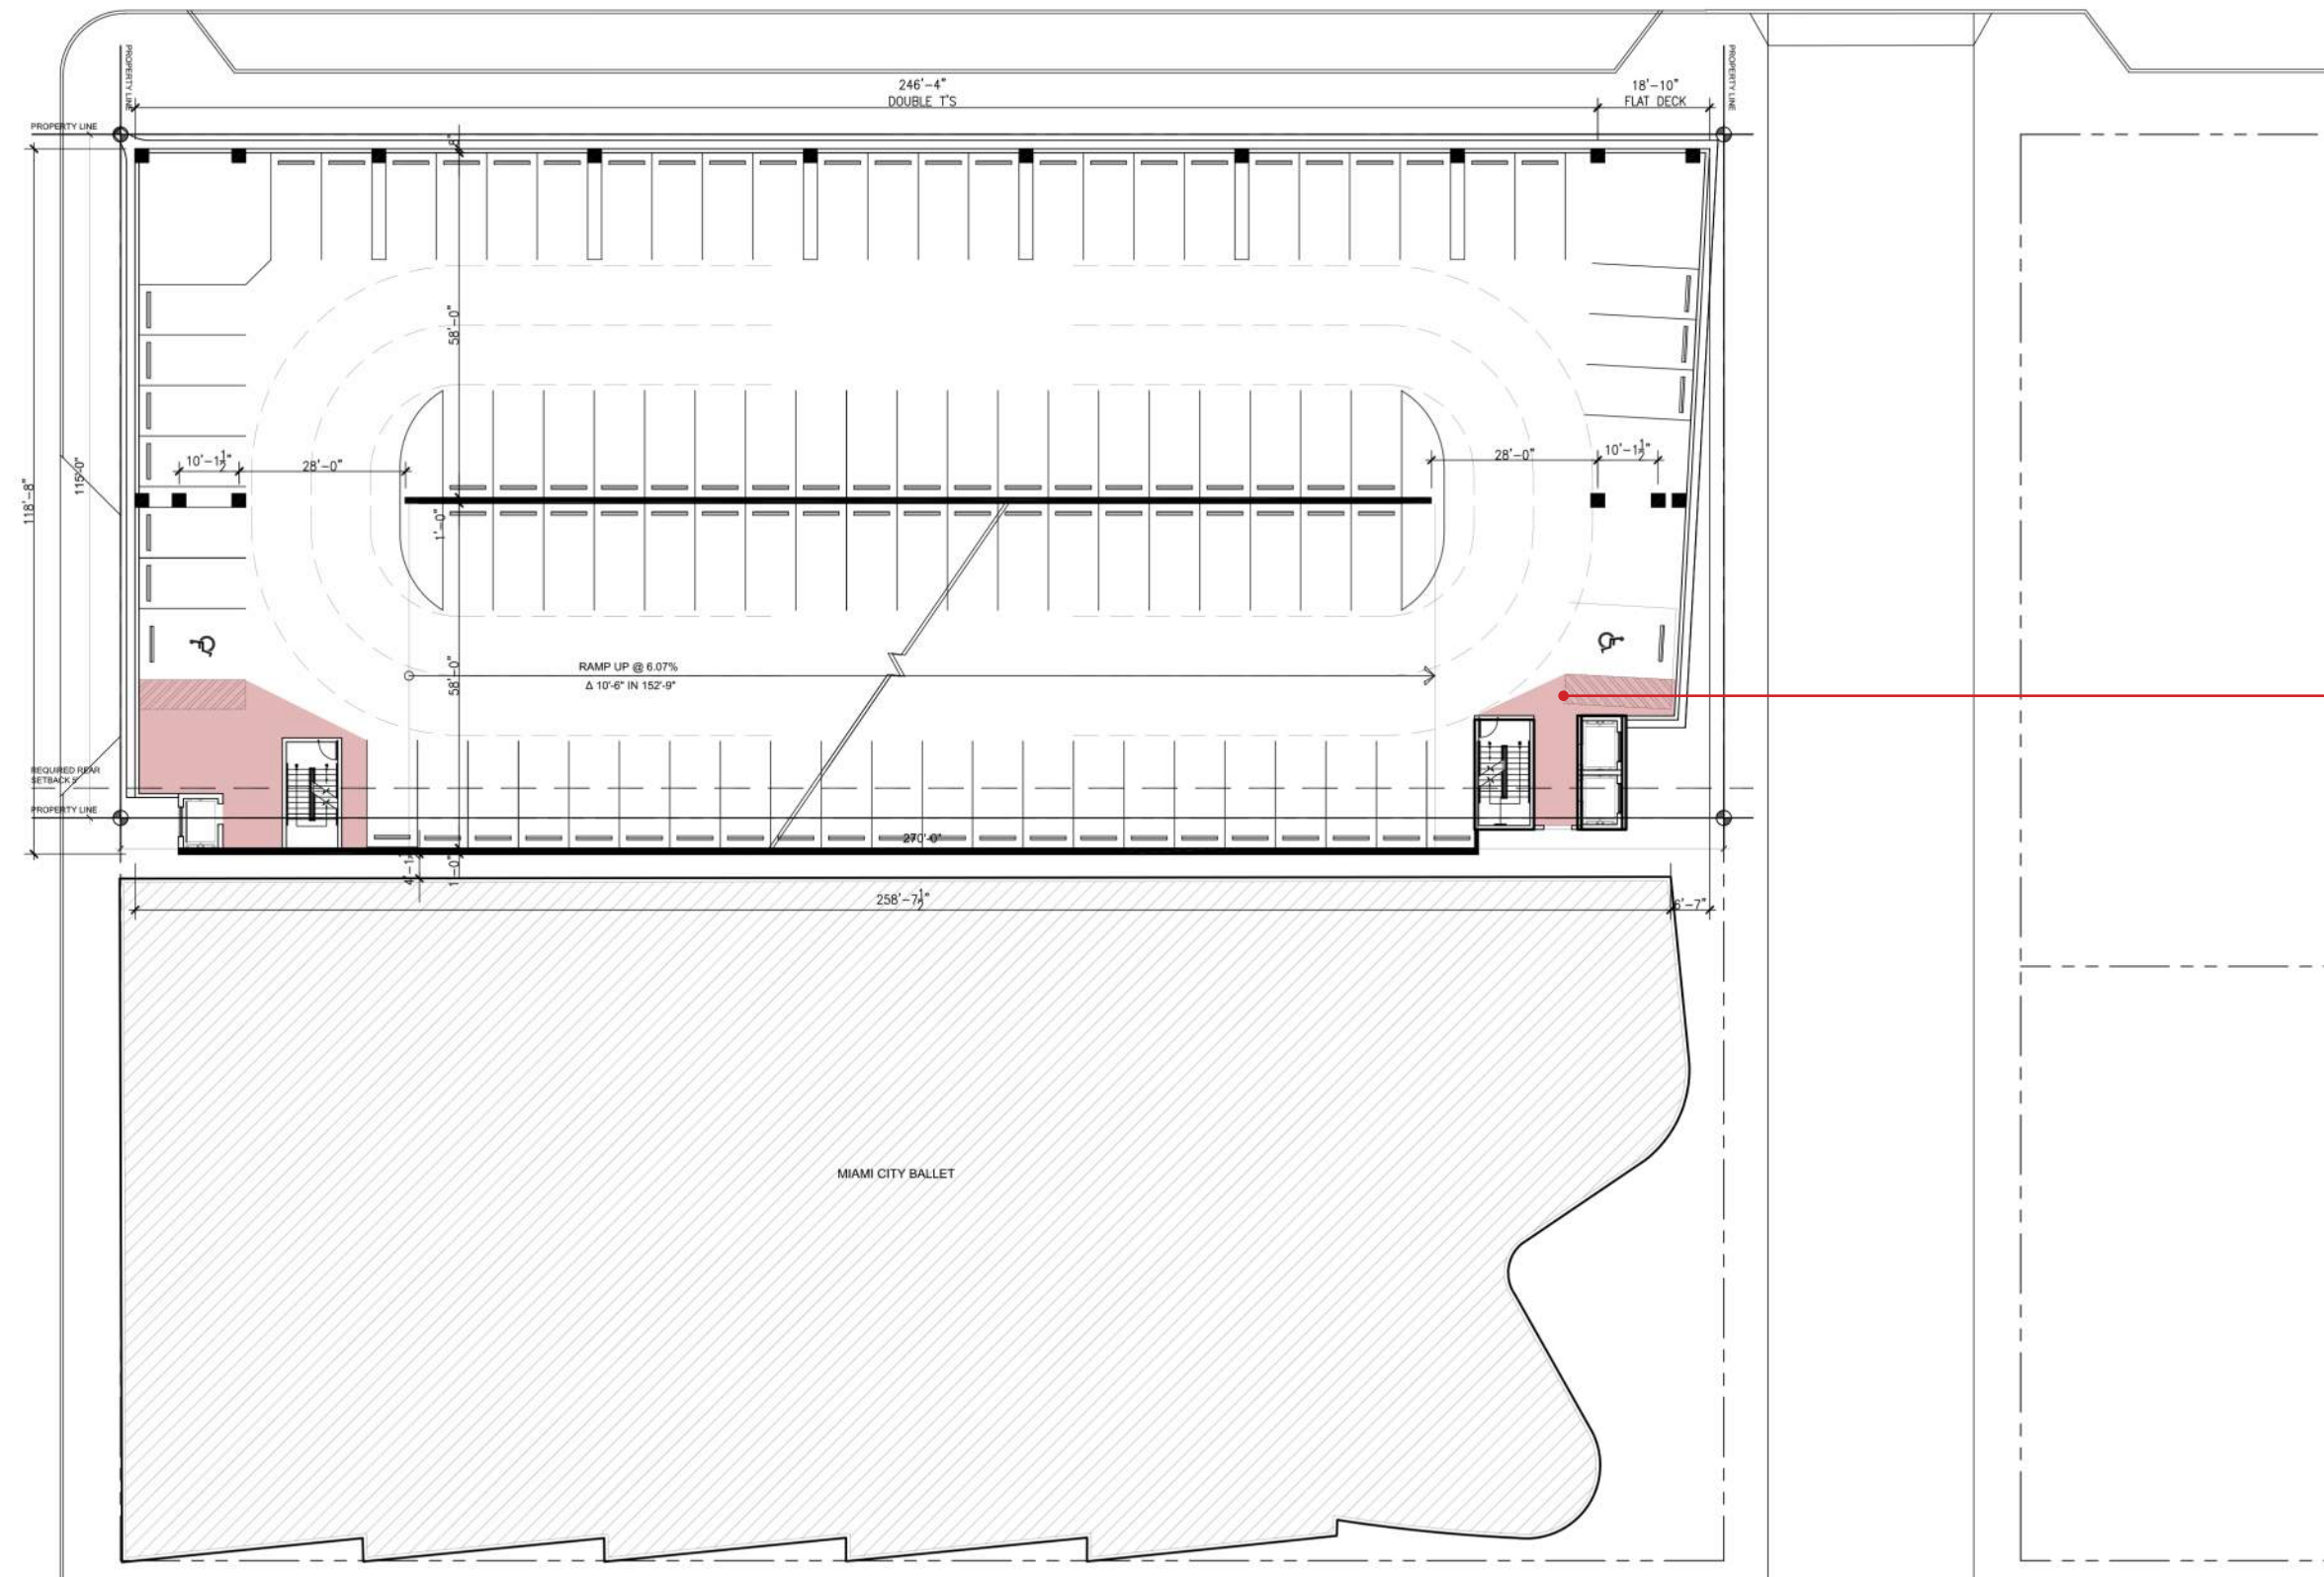 PROPERTY LINE
PROPERTY LINE
246'-4"
DOUBLE T'S
18'-10"
FLAT DECK
PROPERTY LINE
8"
58'-0"
10'-1½"
28'-0"
28'-0"
10'-1½"
118'-8"
115'-0"
1'-0"
58'-0"
RAMP UP @ 6.07%
Δ 10'-6" IN 152'-9"
REQUIRED REAR
SETBACK 5'
PROPERTY LINE
270'-0"
1'-0"
258'-7½"
6'-7"
MIAMI CITY BALLET